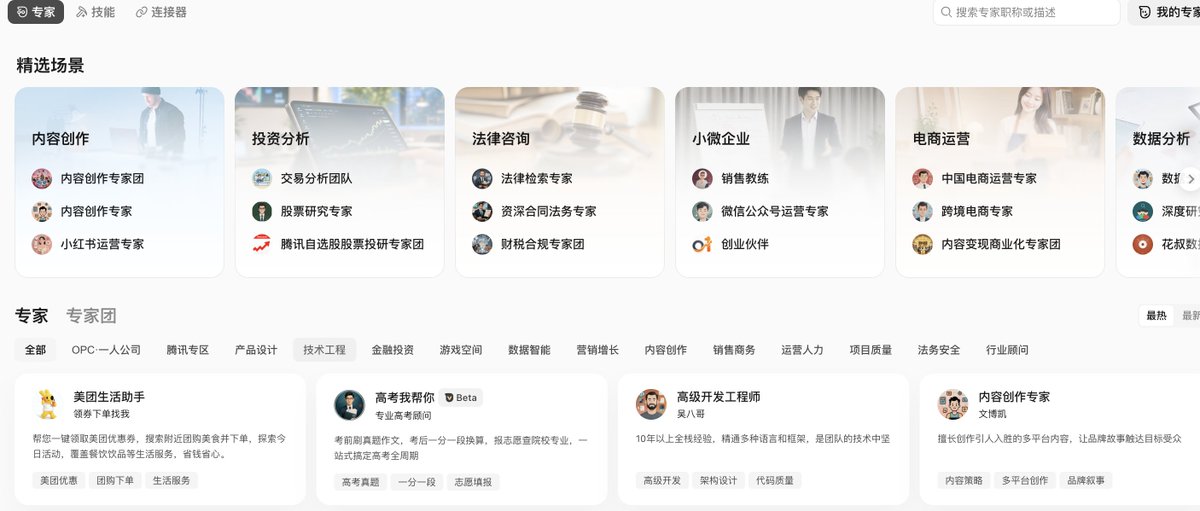 专家
技能
连接器
搜索专家职称或描述
我的专家
精选场景
内容创作
内容创作专家团
内容创作专家
小红书运营专家
投资分析
交易分析团队
股票研究专家
腾讯自选股股票投研专家团
法律咨询
法律检索专家
资深合同法务专家
财税合规专家团
小微企业
销售教练
微信公众号运营专家
创业伙伴
电商运营
中国电商运营专家
跨境电商专家
内容变现商业化专家团
数据分析
数据
深度研
花叔数
专家 专家团
最热 最新
全部 OPC·一人公司 腾讯专区 产品设计 技术工程 金融投资 游戏空间 数据智能 营销增长 内容创作 销售商务 运营人力 项目质量 法务安全 行业顾问
美团生活助手
领券下单找我
帮您一键领取美团优惠券，搜索附近团购美食并下单，探索今
日活动，覆盖餐饮饮品等生活服务，省钱省心。
美团优惠 团购下单 生活服务
高考我帮你 Beta
专业高考顾问
考前刷真题作文，考后一分一段换算，报志愿查院校专业，一
站式搞定高考全周期
高考真题 一分一段 志愿填报
高级开发工程师
吴八哥
10年以上全栈经验，精通多种语言和框架，是团队的技术中坚
高级开发 架构设计 代码质量
内容创作专家
文博凯
擅长创作引人入胜的多平台内容，让品牌故事触达目标受众
内容策略 多平台创作 品牌叙事